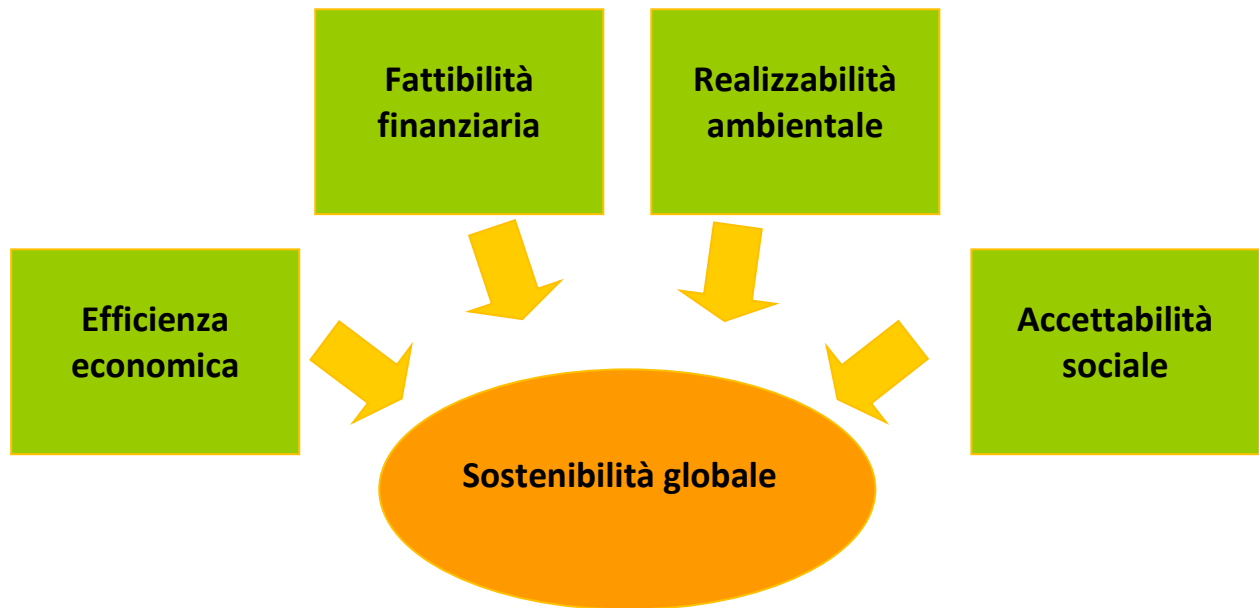 Fattibilità
finanziaria
Realizzabilità
ambientale
Efficienza
economica
Accettabilità
sociale
Sostenibilità globale